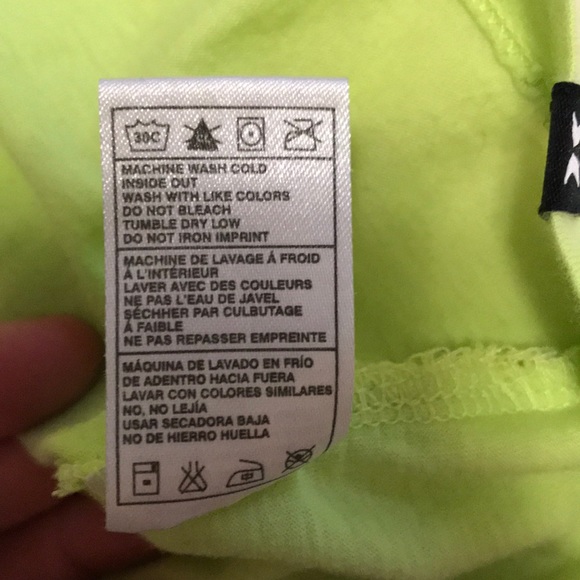 30C
MACHINE WASH COLD
INSIDE OUT
WASH WITH LIKE COLORS
DO NOT BLEACH
TUMBLE DRY LOW
DO NOT IRON IMPRINT
MACHINE DE LAVAGE Á FROID
Á L'INTÉRIEUR
LAVER AVEC DES COULEURS
NE PAS L'EAU DE JAVEL
SÉCHHER PAR CULBUTAGE
Á FAIBLE
NE PAS REPASSER EMPREINTE
MÁQUINA DE LAVADO EN FRÍO
DE ADENTRO HACIA FUERA
LAVAR CON COLORES SIMILARES
NO, NO LEJÍA
USAR SECADORA BAJA
NO DE HIERRO HUELLA